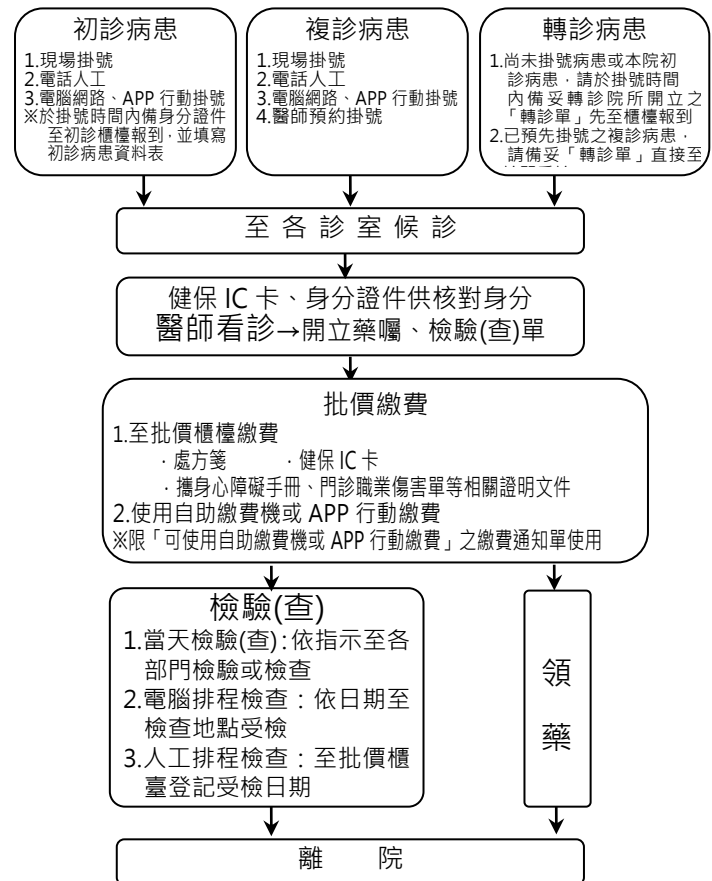 初診病患
1.現場掛號
2.電話人工
3.電腦網路、APP 行動掛號
※於掛號時間內備身分證件
至初診櫃檯報到，並填寫
初診病患資料表
複診病患
1.現場掛號
2.電話人工
3.電腦網路、APP 行動掛號
4.醫師預約掛號
轉診病患
1.尚未掛號病患或本院初
診病患，請於掛號時間
內備妥轉診院所開立之
「轉診單」先至櫃檯報到
2.已預先掛號之複診病患，
請備妥「轉診單」直接至
至各診室候診
健保 IC 卡、身分證件供核對身分
醫師看診→開立藥囑、檢驗(查)單
批價繳費
1.至批價櫃臺繳費
．處方箋 ．健保 IC 卡
．攜身心障礙手冊、門診職業傷害單等相關證明文件
2.使用自助繳費機或 APP 行動繳費
※限「可使用自助繳費機或 APP 行動繳費」之繳費通知單使用
檢驗(查)
1.當天檢驗(查)：依指示至各
部門檢驗或檢查
2.電腦排程檢查：依日期至
檢查地點受檢
3.人工排程檢查：至批價櫃
臺登記受檢日期
領
藥
離 院